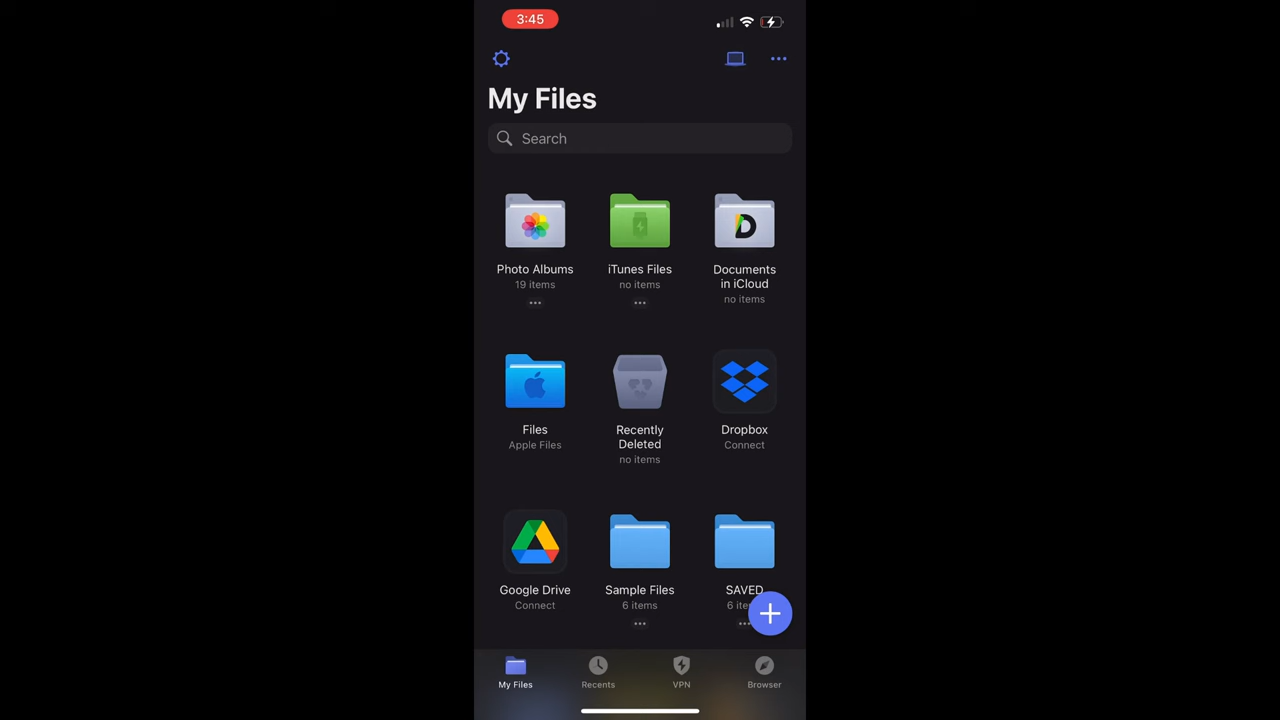 3:45
My Files
Search
Photo Albums
19 items
iTunes Files
no items
Documents
in iCloud
no items
Files
Apple Files
Recently
Deleted
no items
Dropbox
Connect
Google Drive
Connect
Sample Files
6 items
SAVED
6 ite
My Files
Recents
VPN
Browser